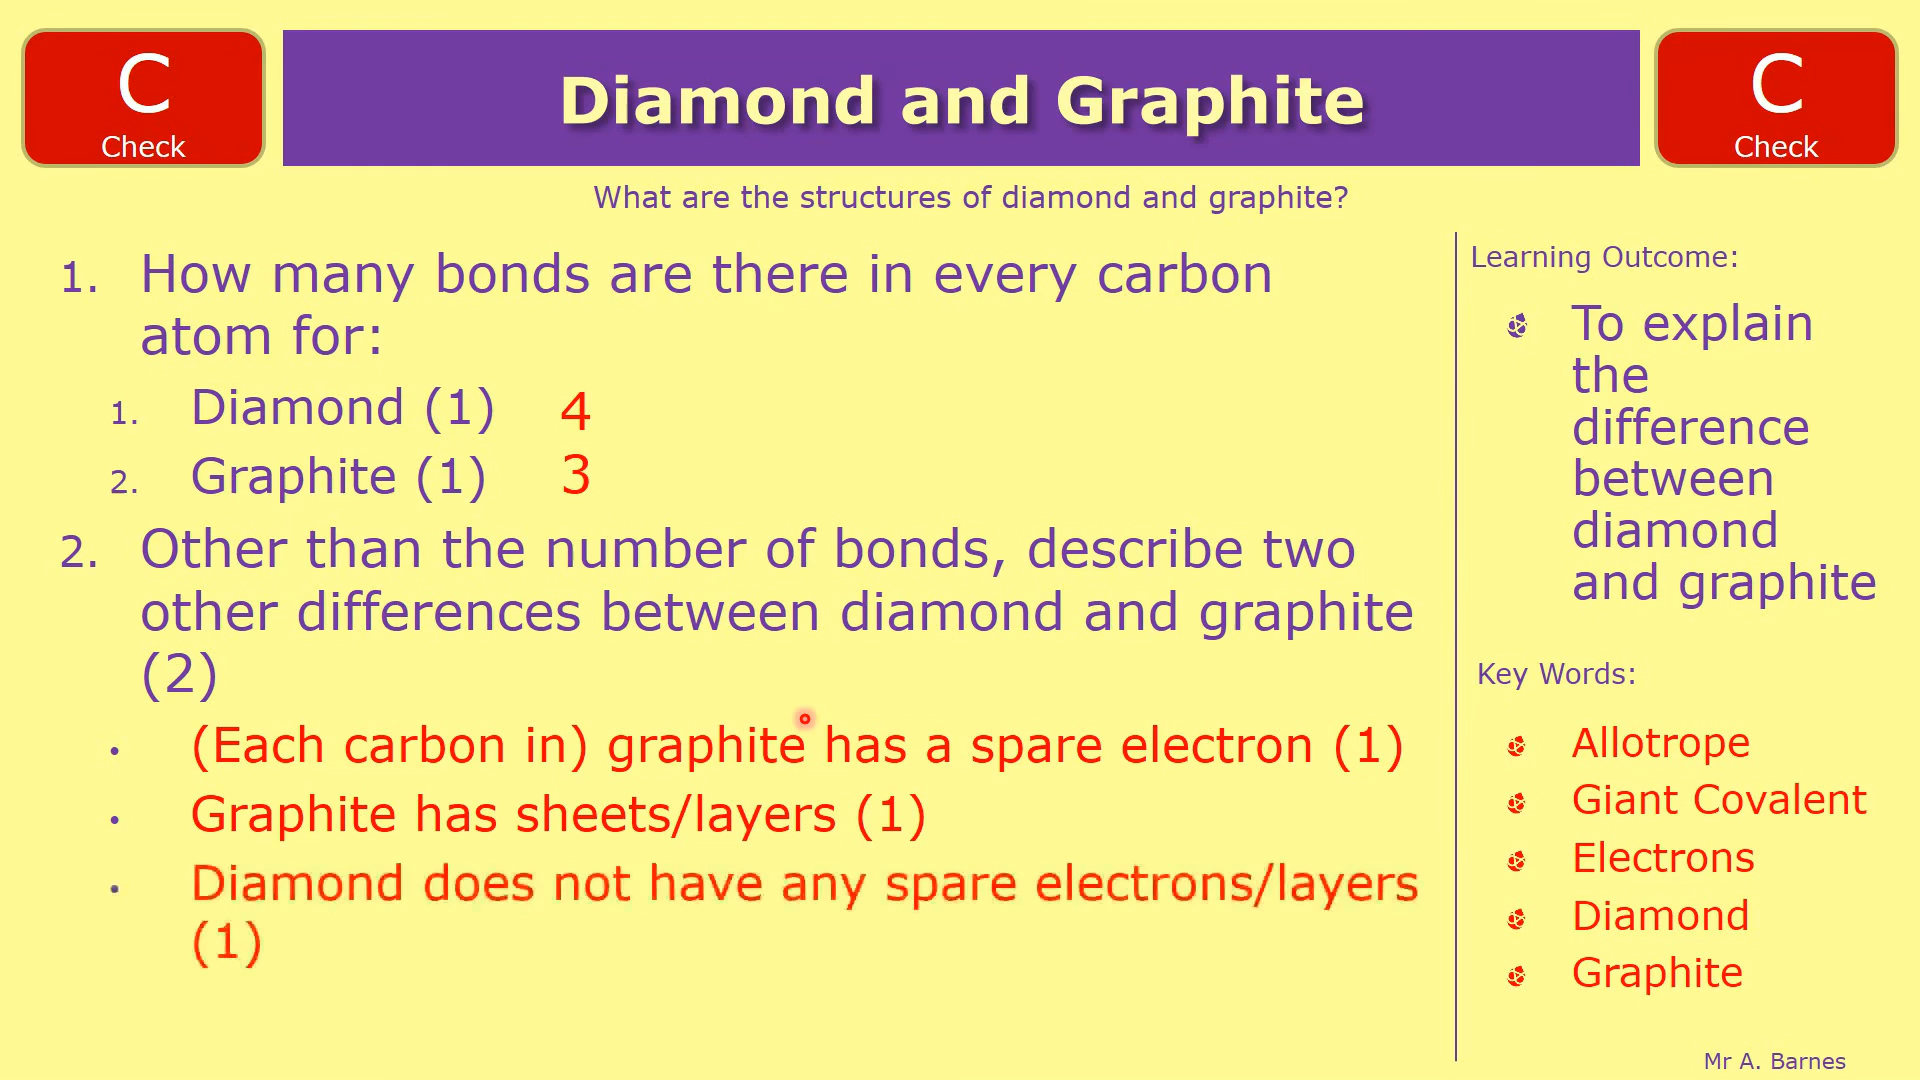 C
Check
Diamond and Graphite
C
Check
What are the structures of diamond and graphite?
1. How many bonds are there in every carbon
atom for:
1. Diamond (1) 4
2. Graphite (1) 3
2. Other than the number of bonds, describe two
other differences between diamond and graphite
(2)
• (Each carbon in) graphite has a spare electron (1)
• Graphite has sheets/layers (1)
• Diamond does not have any spare electrons/layers
(1)
Learning Outcome:
To explain
the
difference
between
diamond
and graphite
Key Words:
Allotrope
Giant Covalent
Electrons
Diamond
Graphite
Mr A. Barnes